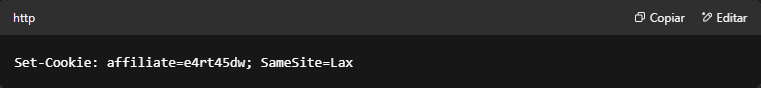 http
Copiar
Editar
Set-Cookie: affiliate=e4rt45dw; SameSite=Lax